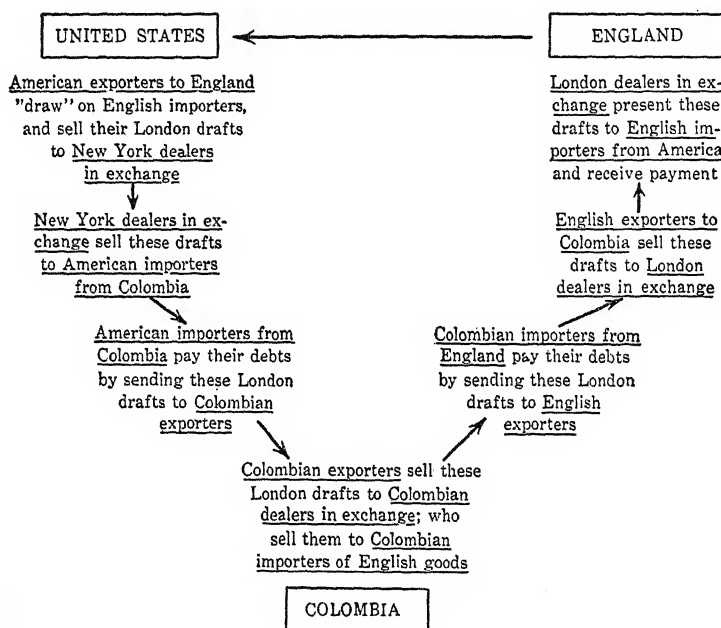 UNITED STATES
ENGLAND
American exporters to England
"draw" on English importers,
and sell their London drafts
to New York dealers
in exchange
New York dealers in ex-
change sell these drafts
to American importers
from Colombia
American importers from
Colombia pay their debts
by sending these London
drafts to Colombian
exporters
Colombian exporters sell these
London drafts to Colombian
dealers in exchange; who
sell them to Colombian
importers of English goods
COLOMBIA
Colombian importers from
England pay their debts
by sending these London
drafts to English
exporters
English exporters to
Colombia sell these
drafts to London
dealers in exchange
London dealers in ex-
change present these
drafts to English im-
porters from America
and receive payment